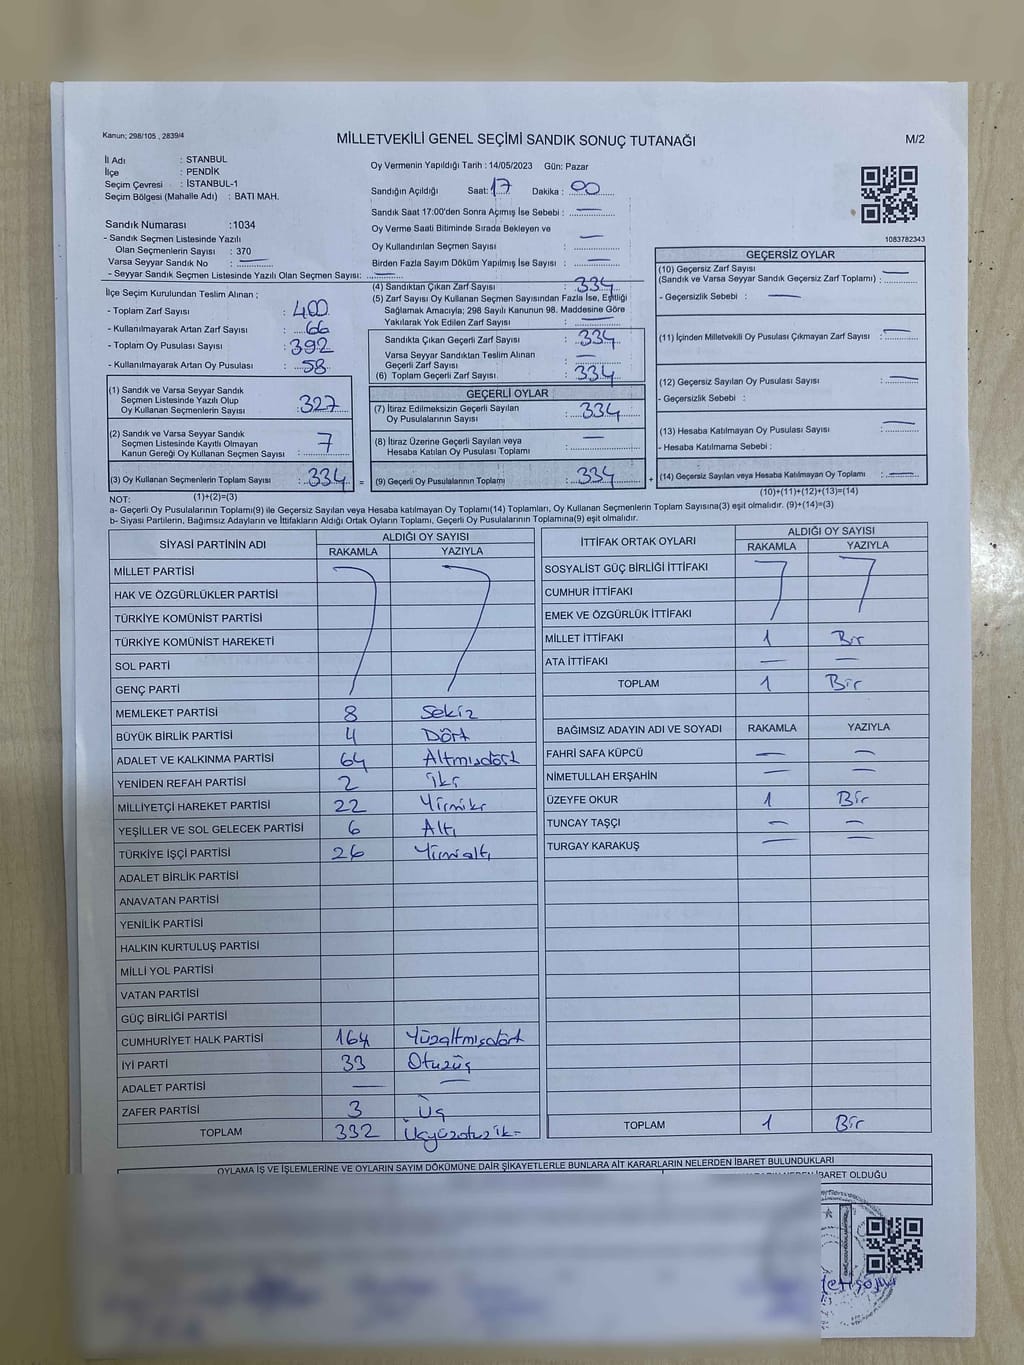 Kanun; 298/105 , 2839/4
MİLLETVEKİLİ GENEL SEÇİMİ SANDIK SONUÇ TUTANAĞI
M/2
İl Adı : STANBUL
İlçe : PENDİK
Seçim Çevresi : İSTANBUL-1
Seçim Bölgesi (Mahalle Adı) : BATI MAH.
Sandık Numarası :1034
- Sandık Seçmen Listesinde Yazılı
Olan Seçmenlerin Sayısı : 370
Varsa Seyyar Sandık No : —
- Seyyar Sandık Seçmen Listesinde Yazılı Olan Seçmen Sayısı: —
Oy Vermenin Yapıldığı Tarih : 14/05/2023 Gün: Pazar
Sandığın Açıldığı Saat: 17 Dakika : 00
Sandık Saat 17:00'den Sonra Açımış İse Sebebi : —
Oy Verme Saati Bitiminde Sırada Bekleyen ve
Oy Kullandırılan Seçmen Sayısı : —
Birden Fazla Sayım Döküm Yapılmış İse Sayısı : —
1083782343
İlçe Seçim Kurulundan Teslim Alınan ;
- Toplam Zarf Sayısı : 400
- Kullanılmayarak Artan Zarf Sayısı : 66
- Toplam Oy Pusulası Sayısı : 392
- Kullanılmayarak Artan Oy Pusulası : 58
(1) Sandık ve Varsa Seyyar Sandık
Seçmen Listesinde Yazılı Olup
Oy Kullanan Seçmenlerin Sayısı : 327
(2) Sandık ve Varsa Seyyar Sandık
Seçmen Listesinde Kayıtlı Olmayan
Kanun Gereği Oy Kullanan Seçmen Sayısı : 7
(3) Oy Kullanan Seçmenlerin Toplam Sayısı : 334 =
(4) Sandıktan Çıkan Zarf Sayısı : 334
(5) Zarf Sayısı Oy Kullanan Seçmen Sayısından Fazla İse, Eşitliği
Sağlamak Amacıyla; 298 Sayılı Kanunun 98. Maddesine Göre
Yakılarak Yok Edilen Zarf Sayısı : —
Sandıkta Çıkan Geçerli Zarf Sayısı : 334
Varsa Seyyar Sandıktan Teslim Alınan
Geçerli Zarf Sayısı : —
(6) Toplam Geçerli Zarf Sayısı : 334
GEÇERLİ OYLAR
(7) İtiraz Edilmeksizin Geçerli Sayılan
Oy Pusulalarının Sayısı : 334
(8) İtiraz Üzerine Geçerli Sayılan veya
Hesaba Katılan Oy Pusulası Toplamı : —
(9) Geçerli Oy Pusulalarının Toplamı : 334 +
GEÇERSİZ OYLAR
(10) Geçersiz Zarf Sayısı
(Sandık ve Varsa Seyyar Sandık Geçersiz Zarf Toplamı) : —
- Geçersizlik Sebebi : —
(11) İçinden Milletvekili Oy Pusulası Çıkmayan Zarf Sayısı : —
(12) Geçersiz Sayılan Oy Pusulası Sayısı : —
- Geçersizlik Sebebi :
(13) Hesaba Katılmayan Oy Pusulası Sayısı : —
- Hesaba Katılmama Sebebi :
(14) Geçersiz Sayılan veya Hesaba Katılmayan Oy Toplamı : —
NOT: (1)+(2)=(3)
(10)+(11)+(12)+(13)=(14)
a- Geçerli Oy Pusulalarının Toplamı(9) ile Geçersiz Sayılan veya Hesaba katılmayan Oy Toplamı(14) Toplamları, Oy Kullanan Seçmenlerin Toplam Sayısına(3) eşit olmalıdır. (9)+(14)=(3)
b- Siyasi Partilerin, Bağımsız Adayların ve İttifakların Aldığı Ortak Oyların Toplamı, Geçerli Oy Pusulalarının Toplamına(9) eşit olmalıdır.
SİYASİ PARTİNİN ADI ALDIĞI OY SAYISI
RAKAMLA YAZIYLA
MİLLET PARTİSİ
HAK VE ÖZGÜRLÜKLER PARTİSİ
TÜRKİYE KOMÜNİST PARTİSİ
TÜRKİYE KOMÜNİST HAREKETİ
SOL PARTİ
GENÇ PARTİ
MEMLEKET PARTİSİ 8 Sekiz
BÜYÜK BİRLİK PARTİSİ 4 Dört
ADALET VE KALKINMA PARTİSİ 64 Altmışdört
YENİDEN REFAH PARTİSİ 2 iki
MİLLİYETÇİ HAREKET PARTİSİ 22 Yirmiki
YEŞİLLER VE SOL GELECEK PARTİSİ 6 Altı
TÜRKİYE İŞÇİ PARTİSİ 26 Yirmialtı
ADALET BİRLİK PARTİSİ
ANAVATAN PARTİSİ
YENİLİK PARTİSİ
HALKIN KURTULUŞ PARTİSİ
MİLLİ YOL PARTİSİ
VATAN PARTİSİ
GÜÇ BİRLİĞİ PARTİSİ
CUMHURİYET HALK PARTİSİ 164 Yüzaltmışdört
İYİ PARTİ 33 Otuzüç
ADALET PARTİSİ — —
ZAFER PARTİSİ 3 Üç
TOPLAM 332 Üçyüzotuziki
İTTİFAK ORTAK OYLARI ALDIĞI OY SAYISI
RAKAMLA YAZIYLA
SOSYALİST GÜÇ BİRLİĞİ İTTİFAKI
CUMHUR İTTİFAKI
EMEK VE ÖZGÜRLÜK İTTİFAKI
MİLLET İTTİFAKI 1 Bir
ATA İTTİFAKI — —
TOPLAM 1 Bir
BAĞIMSIZ ADAYIN ADI VE SOYADI RAKAMLA YAZIYLA
FAHRİ SAFA KÜPCÜ — —
NİMETULLAH ERŞAHİN — —
ÜZEYFE OKUR 1 Bir
TUNCAY TAŞÇI — —
TURGAY KARAKUŞ — —
TOPLAM 1 Bir
OYLAMA İŞ VE İŞLEMLERİNE VE OYLARIN SAYIM DÖKÜMÜNE DAİR ŞİKAYETLERLE BUNLARA AİT KARARLARIN NELERDEN İBARET BULUNDUKLARI
İBARET OLDUĞU